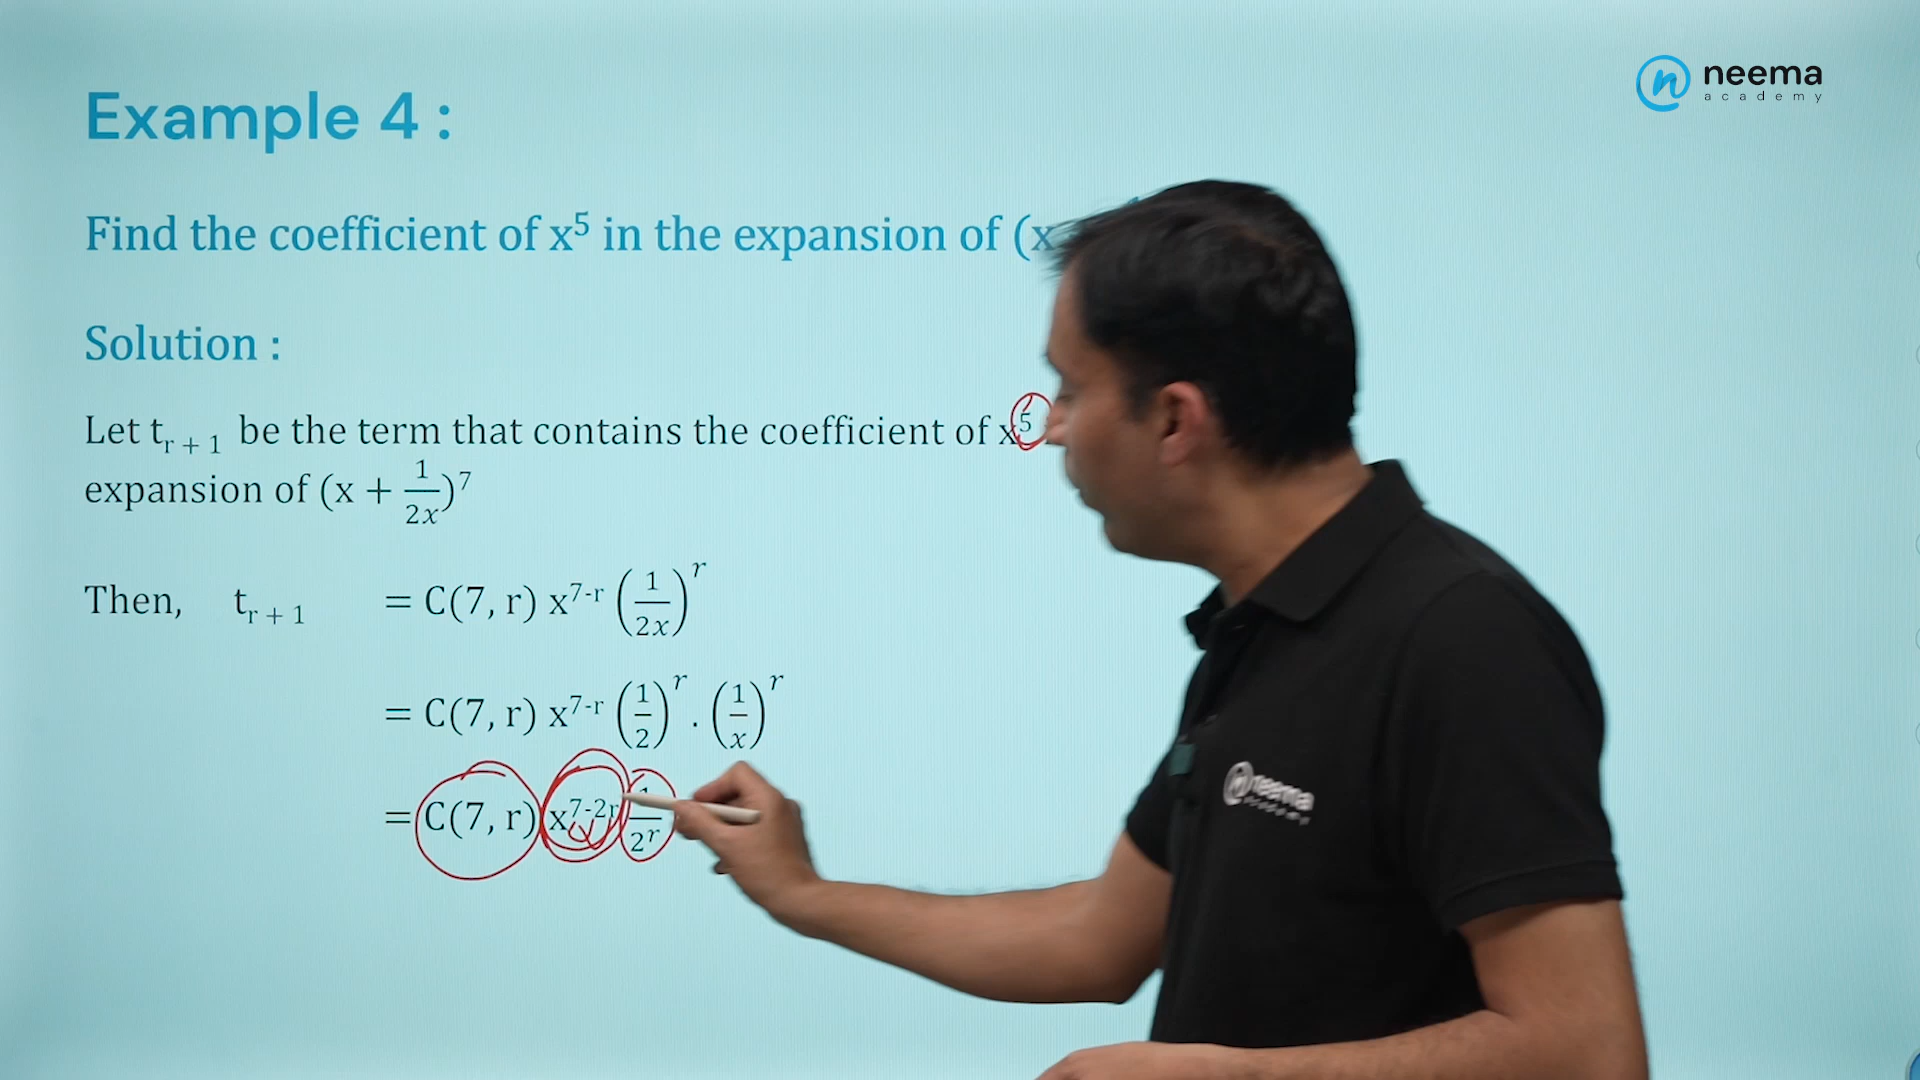 neema
academy
Example 4 :
Find the coefficient of x⁵ in the expansion of (x
Solution :
Let tᵣ ₊ ₁ be the term that contains the coefficient of x⁵
expansion of (x + 1/2x)⁷
Then, tᵣ ₊ ₁ = C(7, r) x⁷⁻ʳ (1/2x)ʳ
= C(7, r) x⁷⁻ʳ (1/2)ʳ . (1/x)ʳ
= C(7, r) x⁷⁻²ʳ 1/2ʳ
neema
academy